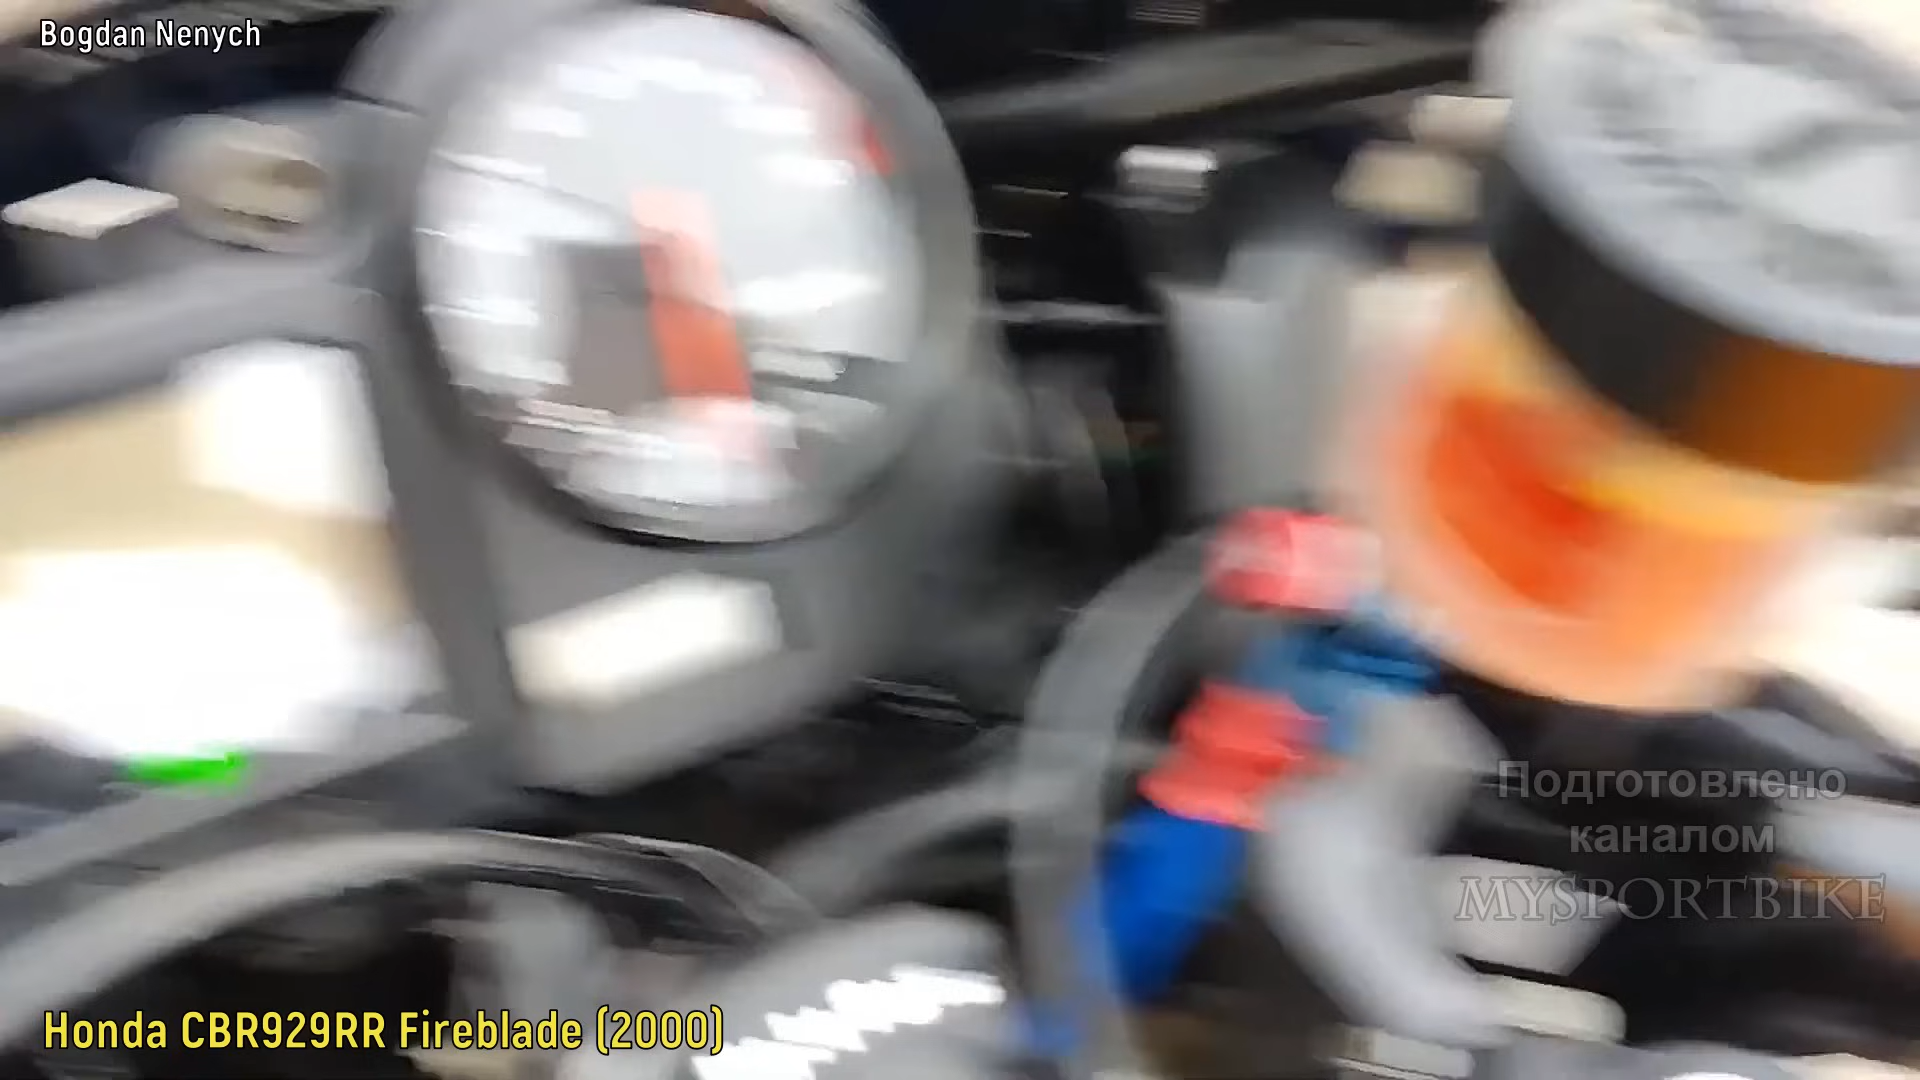 Bogdan Nenych
Подготовлено
каналом
MYSPORTBIKE
Honda CBR929RR Fireblade (2000)